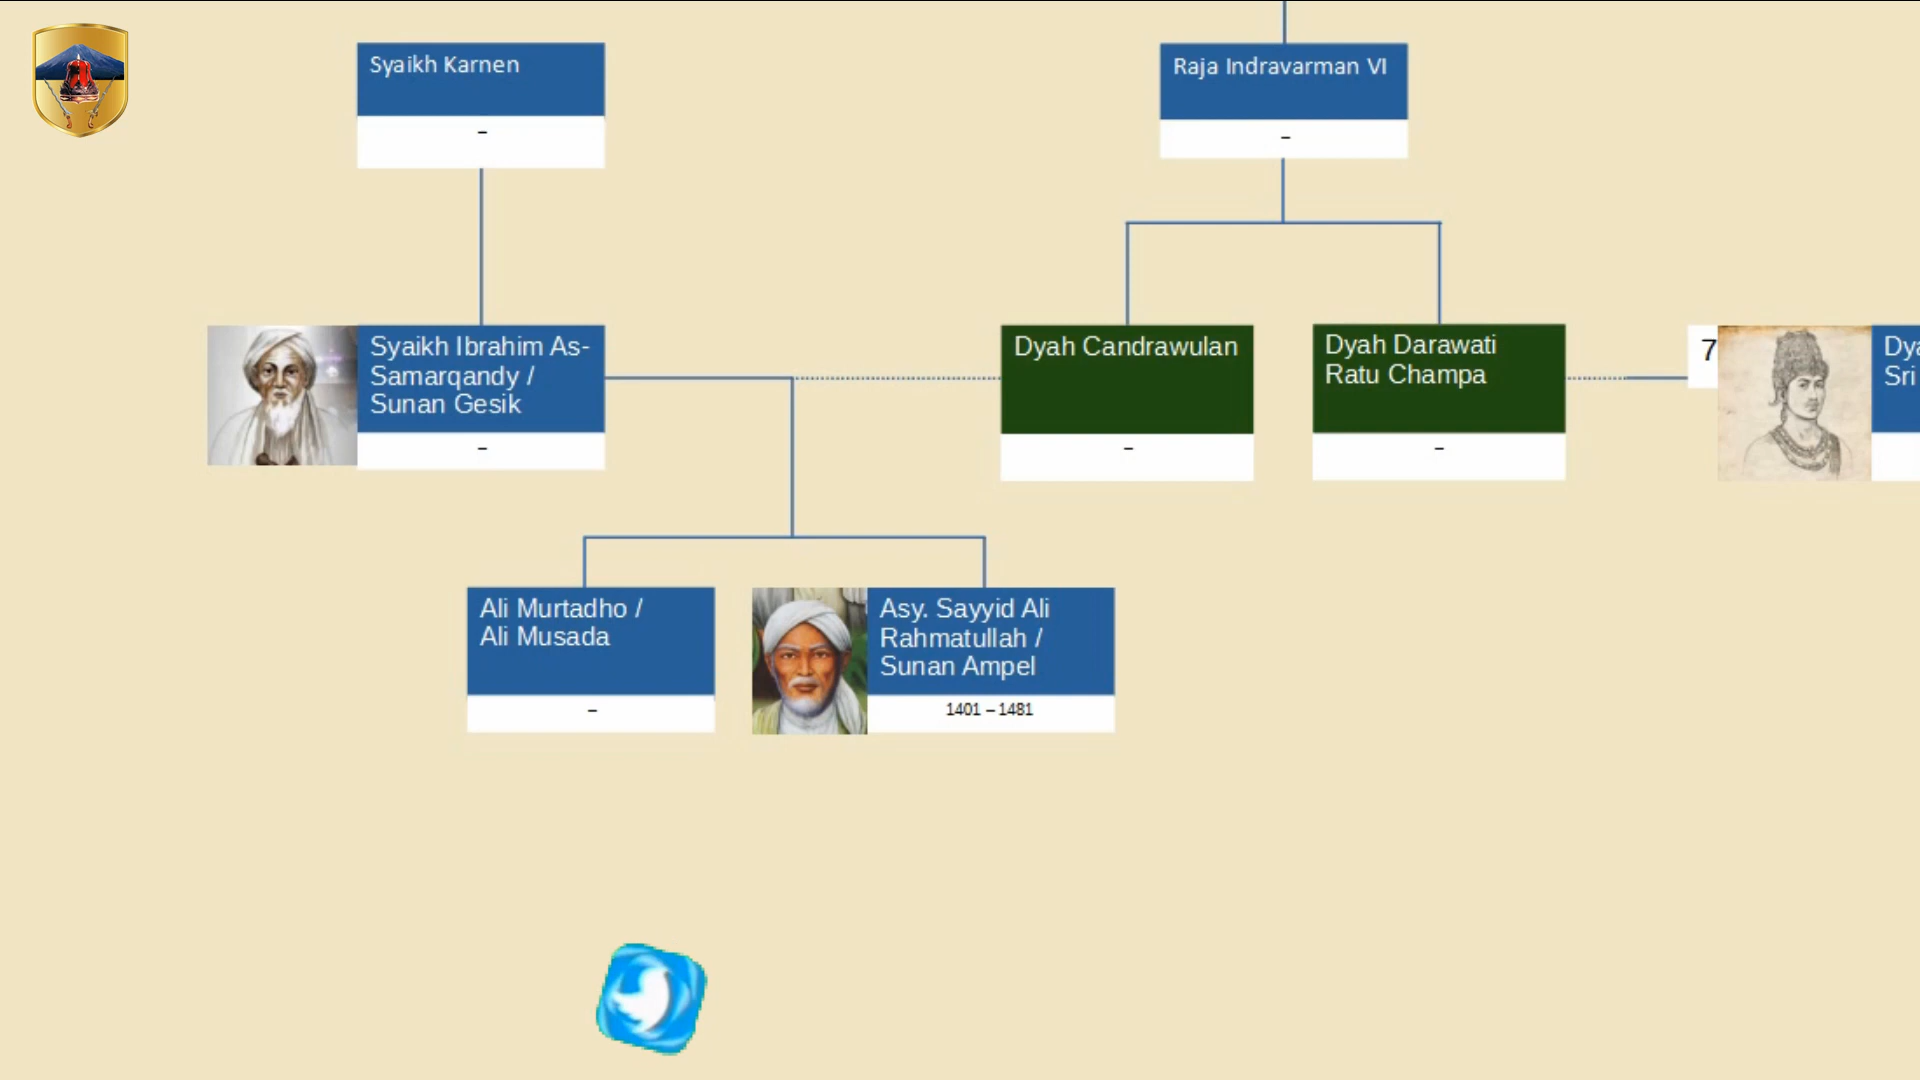 Syaikh Karnen
–
Raja Indravarman VI
–
Syaikh Ibrahim As-
Samarqandy /
Sunan Gesik
–
Dyah Candrawulan
–
Dyah Darawati
Ratu Champa
–
7
Dya
Sri
Ali Murtadho /
Ali Musada
–
Asy. Sayyid Ali
Rahmatullah /
Sunan Ampel
1401 – 1481